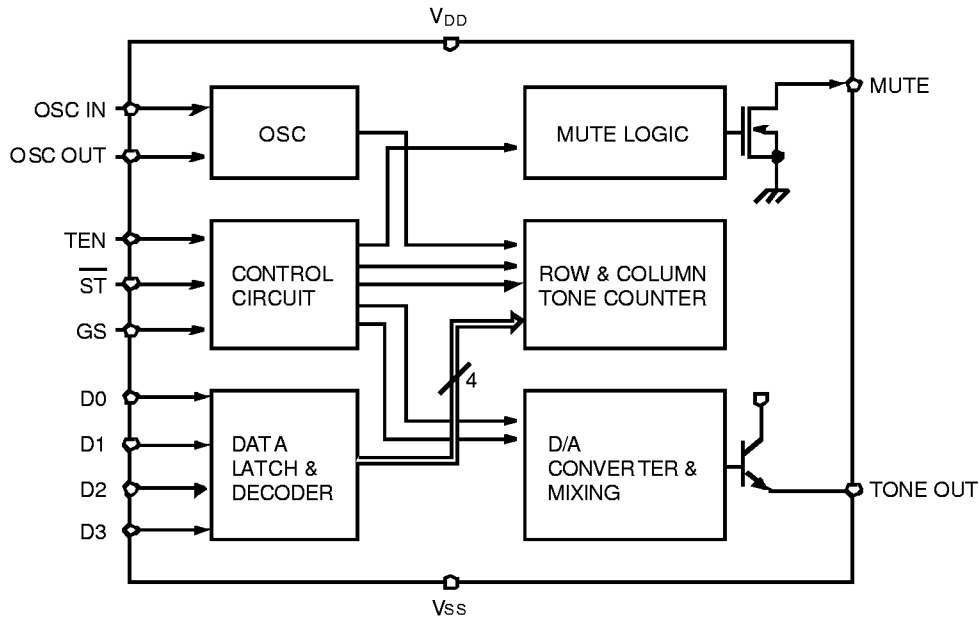 VDD
OSC IN
OSC OUT
OSC
MUTE LOGIC
MUTE
TEN
ST
GS
CONTROL
CIRCUIT
ROW & COLUMN
TONE COUNTER
4
D0
D1
D2
D3
DATA
LATCH &
DECODER
D/A
CONVERTER &
MIXING
TONE OUT
VSS